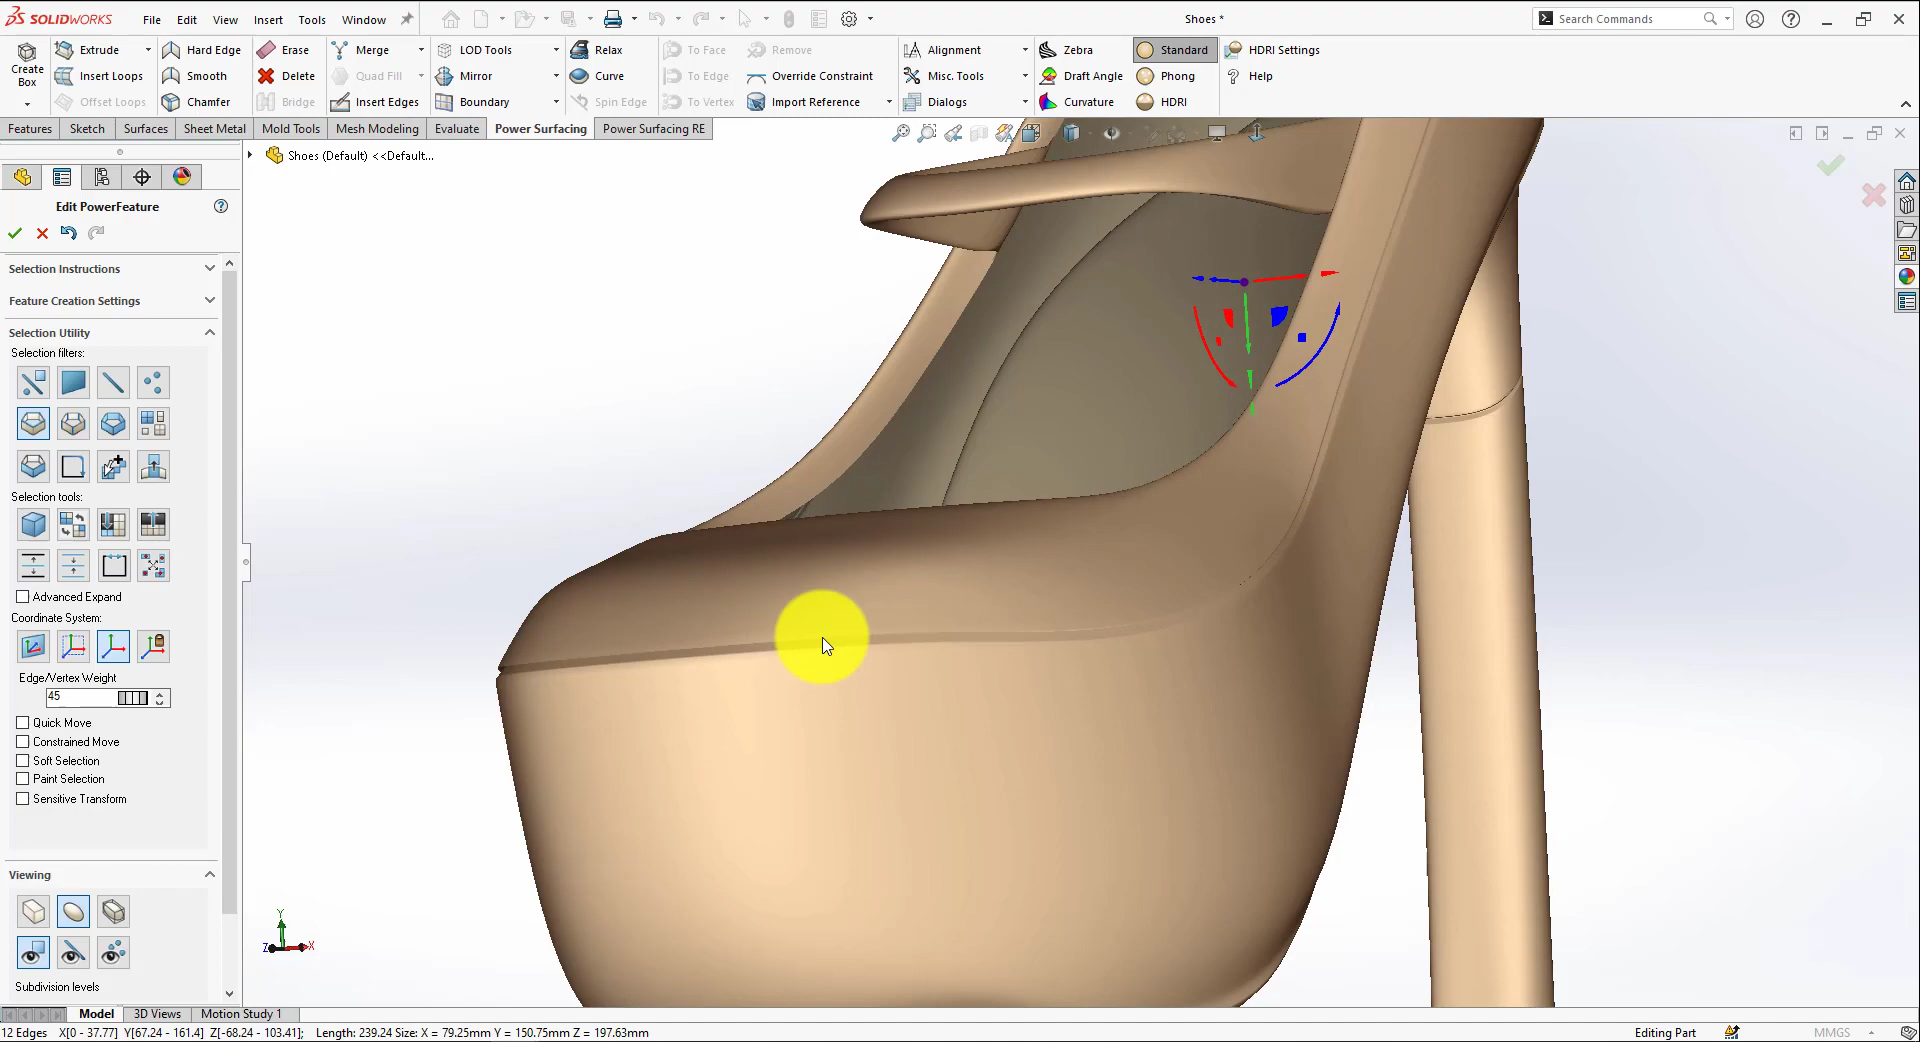 SOLIDWORKS
File
Edit
View
Insert
Tools
Window
Shoes *
Search Commands
Create
Box
Extrude
Insert Loops
Offset Loops
Hard Edge
Smooth
Chamfer
Erase
Delete
Bridge
Merge
Quad Fill
Insert Edges
LOD Tools
Mirror
Boundary
Relax
Curve
Spin Edge
To Face
To Edge
To Vertex
Remove
Override Constraint
Import Reference
Alignment
Misc. Tools
Dialogs
Zebra
Draft Angle
Curvature
Standard
Phong
HDRI
HDRI Settings
Help
Features
Sketch
Surfaces
Sheet Metal
Mold Tools
Mesh Modeling
Evaluate
Power Surfacing
Power Surfacing RE
Shoes (Default) <<Default...
Edit PowerFeature
Selection Instructions
Feature Creation Settings
Selection Utility
Selection filters:
Selection tools:
Advanced Expand
Coordinate System:
Edge/Vertex Weight
45
Quick Move
Constrained Move
Soft Selection
Paint Selection
Sensitive Transform
Viewing
Subdivision levels
Y
Z
X
Model
3D Views
Motion Study 1
12 Edges X[0 - 37.77] Y[67.24 - 161.4] Z[-68.24 - 103.41]; Length: 239.24 Size: X = 79.25mm Y = 150.75mm Z = 197.63mm
Editing Part
MMGS